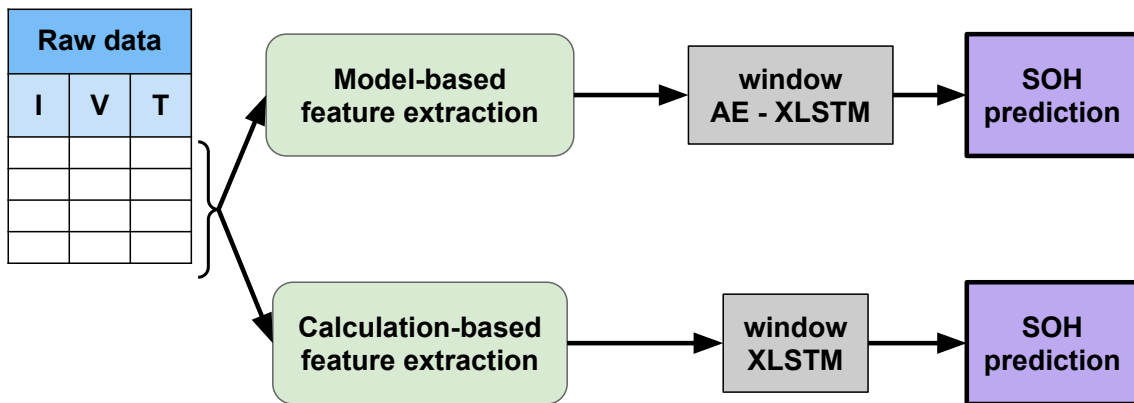 Raw data
I V T
Model-based
feature extraction
window
AE - XLSTM
SOH
prediction
Calculation-based
feature extraction
window
XLSTM
SOH
prediction